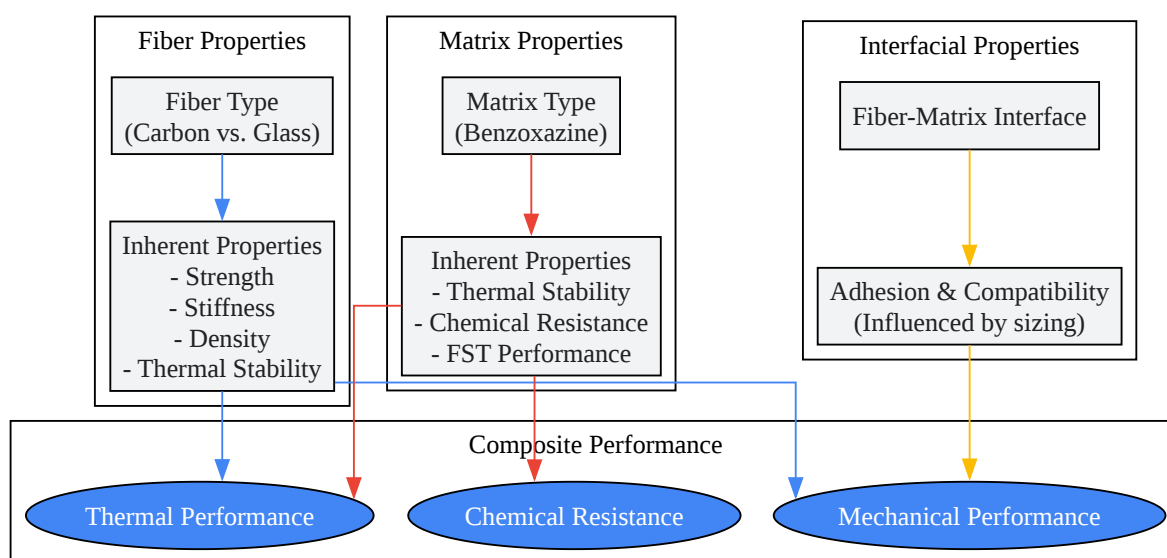 Fiber Properties
Fiber Type
(Carbon vs. Glass)
Inherent Properties
- Strength
- Stiffness
- Density
- Thermal Stability
Matrix Properties
Matrix Type
(Benzoxazine)
Inherent Properties
- Thermal Stability
- Chemical Resistance
- FST Performance
Interfacial Properties
Fiber-Matrix Interface
Adhesion & Compatibility
(Influenced by sizing)
Composite Performance
Thermal Performance
Chemical Resistance
Mechanical Performance